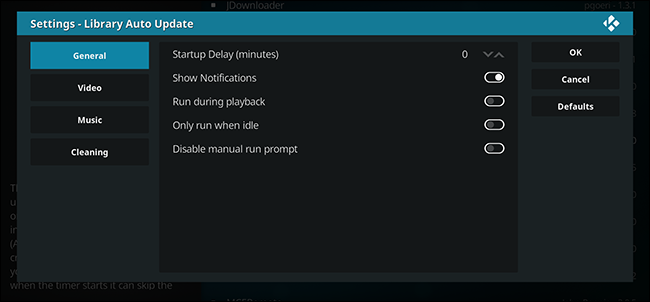 JDownloader pgoeri - 1.3.1
Settings - Library Auto Update
General
Video
Music
Cleaning
Startup Delay (minutes) 0
Show Notifications
Run during playback
Only run when idle
Disable manual run prompt
OK
Cancel
Defaults
when the timer starts it can skip the